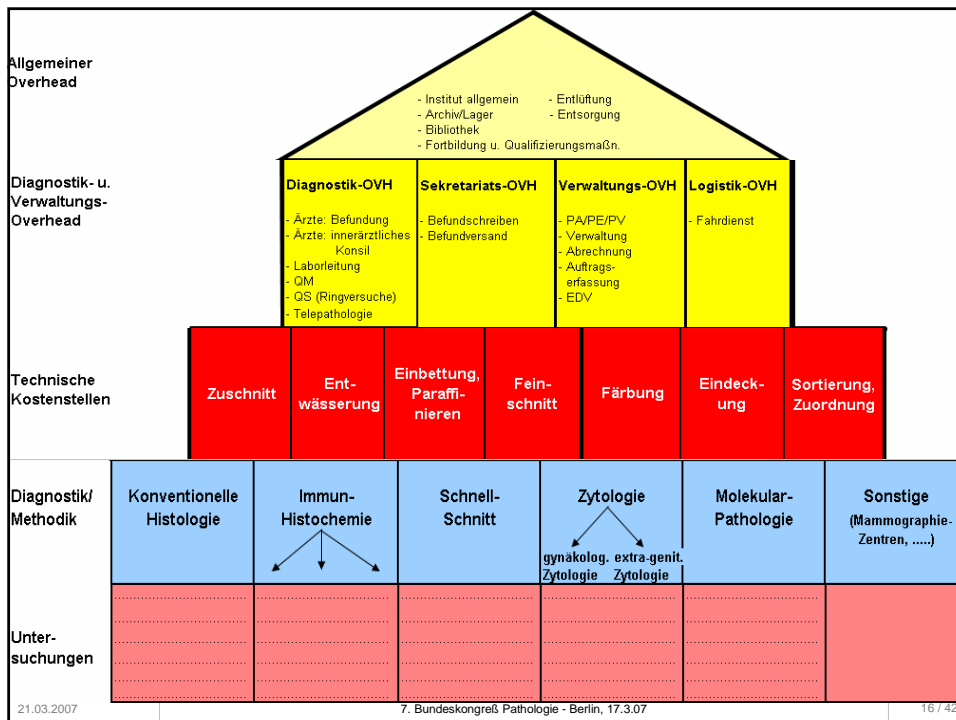 Allgemeiner
Overhead
- Institut allgemein - Entlüftung
- Archiv/Lager - Entsorgung
- Bibliothek
- Fortbildung u. Qualifizierungsmaßn.
Diagnostik- u.
Verwaltungs-
Overhead
Diagnostik-OVH
- Ärzte: Befundung
- Ärzte: innerärztliches
Konsil
- Laborleitung
- QM
- QS (Ringversuche)
- Telepathologie
Sekretariats-OVH
- Befundschreiben
- Befundversand
Verwaltungs-OVH
- PA/PE/PV
- Verwaltung
- Abrechnung
- Auftrags-
erfassung
- EDV
Logistik-OVH
- Fahrdienst
Technische
Kostenstellen
Zuschnitt
Ent-
wässerung
Einbettung,
Paraffi-
nieren
Fein-
schnitt
Färbung
Eindeck-
ung
Sortierung,
Zuordnung
Diagnostik/
Methodik
Konventionelle
Histologie
Immun-
Histochemie
Schnell-
Schnitt
Zytologie
gynäkolog. extra-genit.
Zytologie Zytologie
Molekular-
Pathologie
Sonstige
(Mammographie-
Zentren, .....)
Unter-
suchungen
21.03.2007
7. Bundeskongreß Pathologie - Berlin, 17.3.07
16 / 42